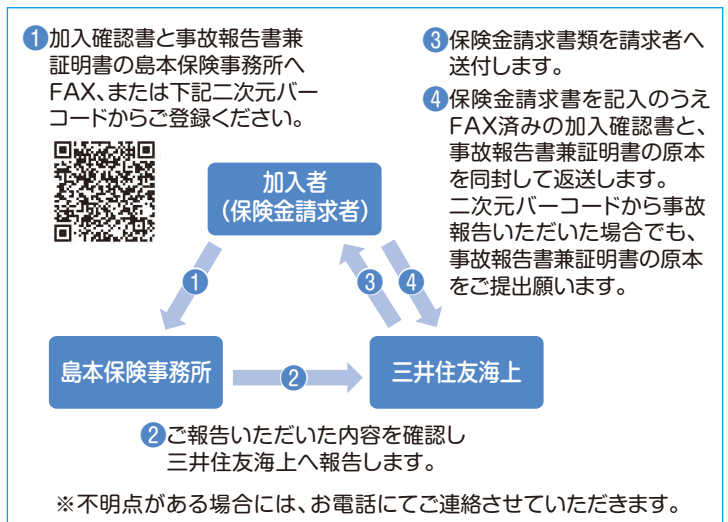 ❶加入確認書と事故報告書兼
証明書の島本保険事務所へ
FAX、または下記二次元バー
コードからご登録ください。
❸保険金請求書類を請求者へ
送付します。
❹保険金請求書を記入のうえ
FAX済みの加入確認書と、
事故報告書兼証明書の原本
を同封して返送します。
二次元バーコードから事故
報告いただいた場合でも、
事故報告書兼証明書の原本
をご提出願います。
加入者
（保険金請求者）
❶
❸
❹
島本保険事務所
❷
三井住友海上
❷ご報告いただいた内容を確認し
三井住友海上へ報告します。
※不明点がある場合には、お電話にてご連絡させていただきます。